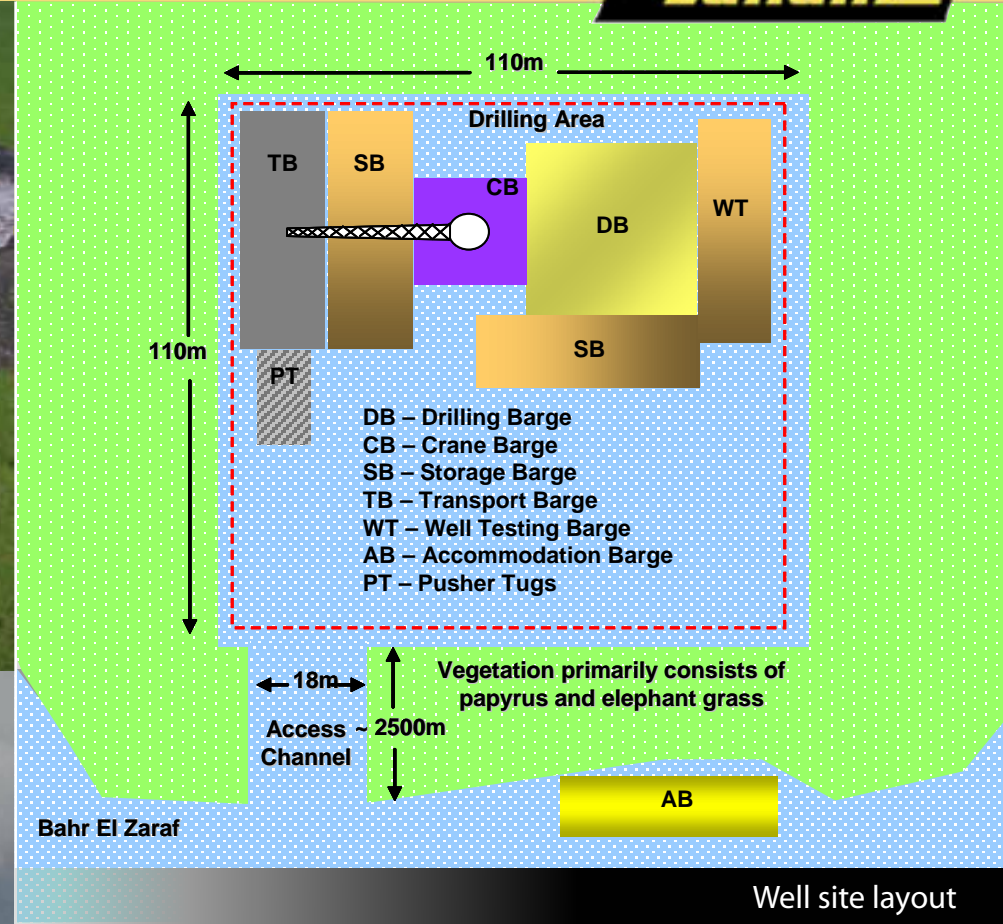 110m
Drilling Area
TB
SB
CB
DB
WT
110m
SB
PT
DB – Drilling Barge
CB – Crane Barge
SB – Storage Barge
TB – Transport Barge
WT – Well Testing Barge
AB – Accommodation Barge
PT – Pusher Tugs
18m
Vegetation primarily consists of
papyrus and elephant grass
Access ~ 2500m
Channel
AB
Bahr El Zaraf
Well site layout